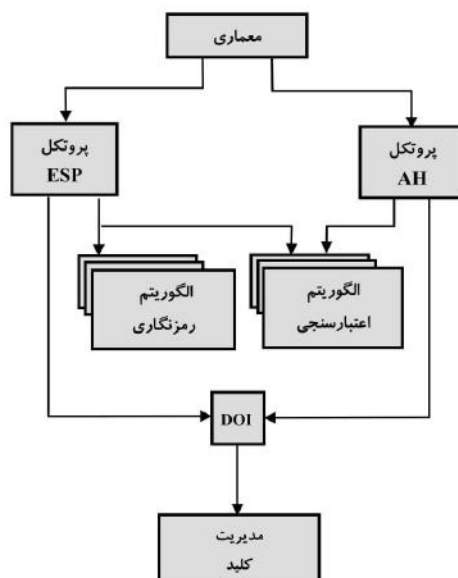 معماری
پروتکل
AH
پروتکل
ESP
الگوریتم
اعتبارسنجی
الگوریتم
رمزنگاری
DOI
مدیریت
کلید